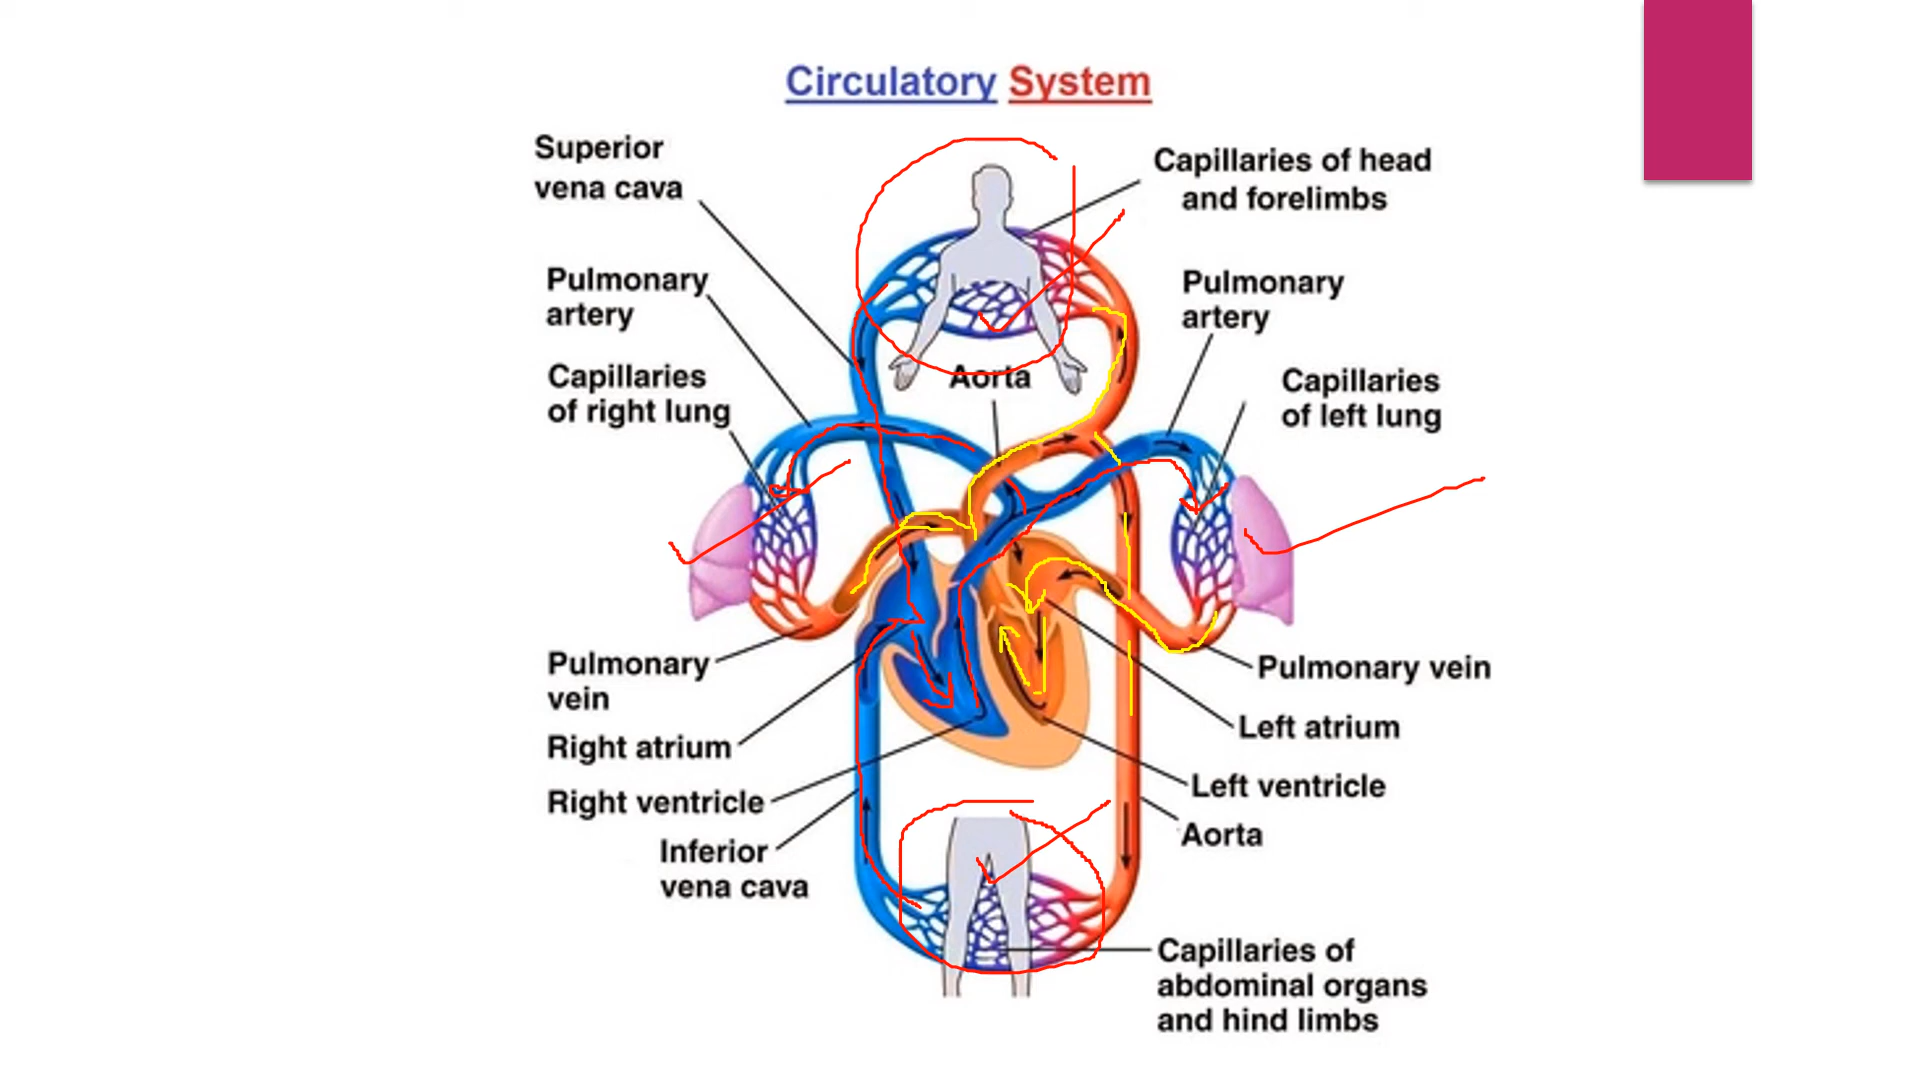 Circulatory System
Superior
vena cava
Capillaries of head
and forelimbs
Pulmonary
artery
Pulmonary
artery
Capillaries
of right lung
Aorta
Capillaries
of left lung
Pulmonary
vein
Pulmonary vein
Right atrium
Left atrium
Right ventricle
Left ventricle
Inferior
vena cava
Aorta
Capillaries of
abdominal organs
and hind limbs